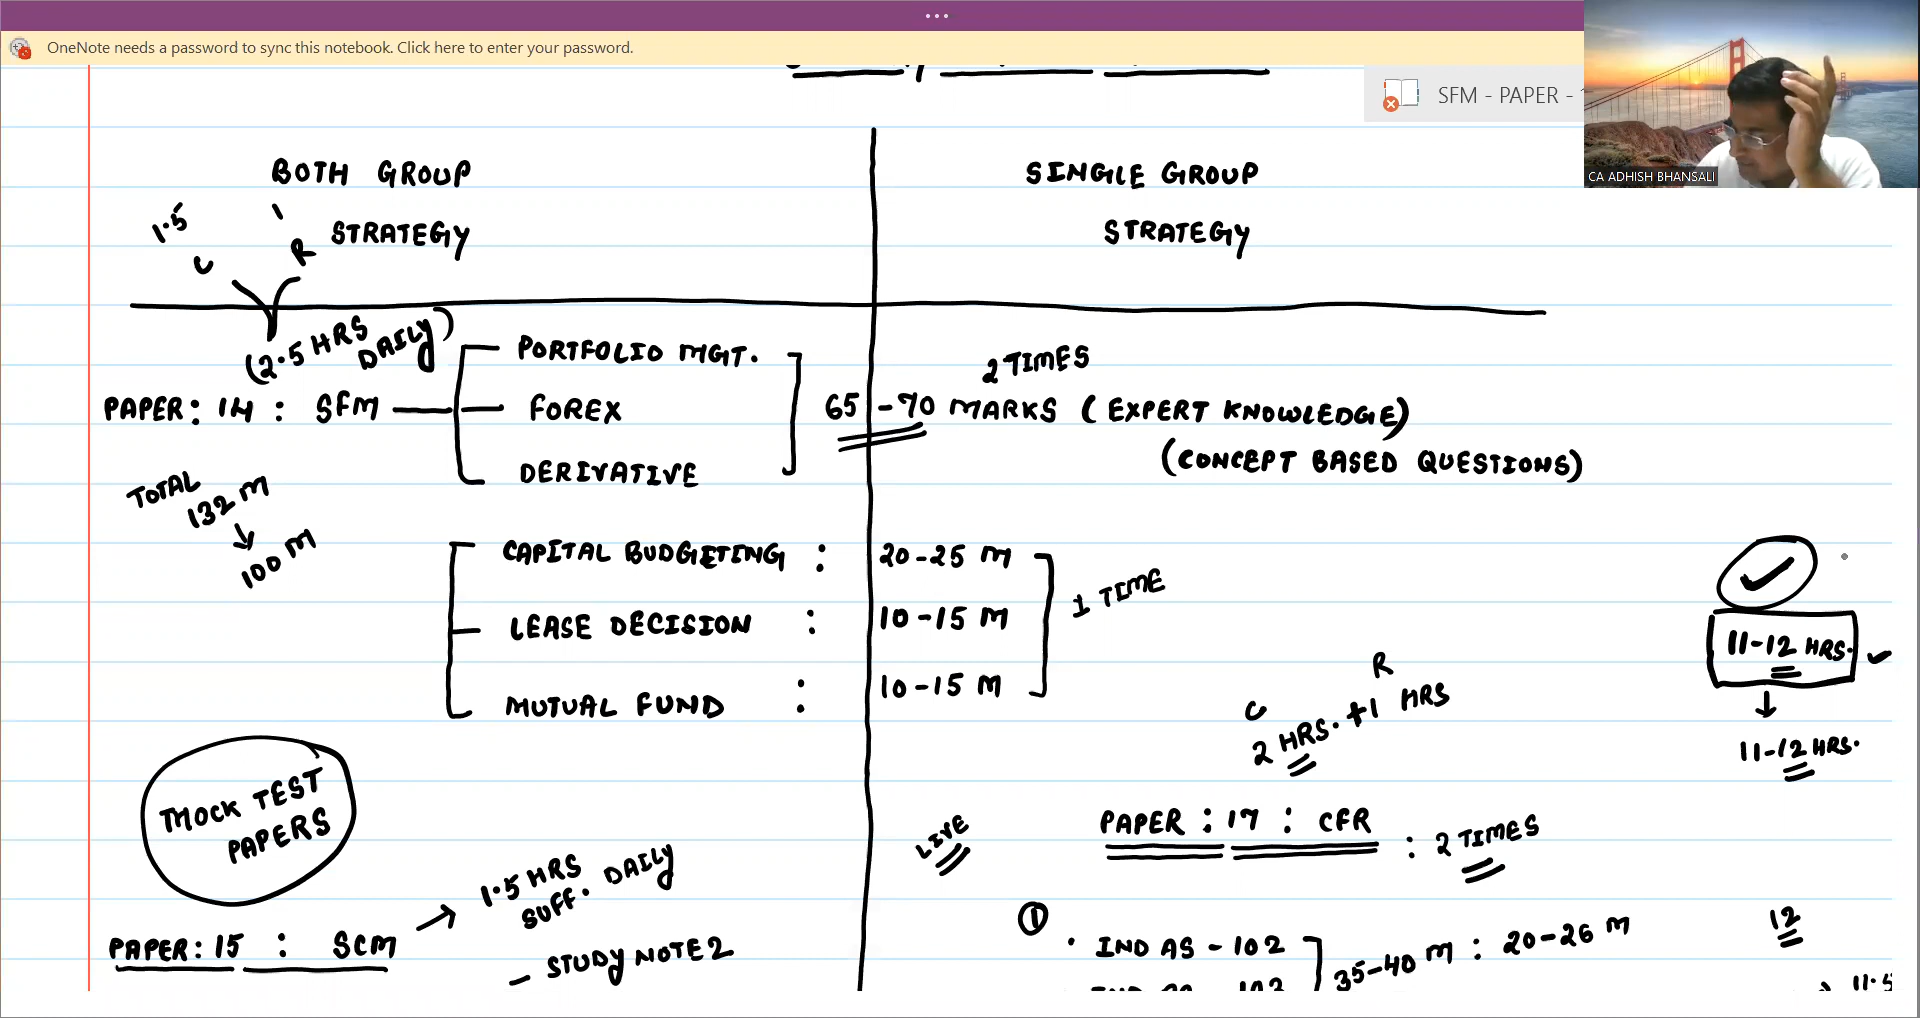 OneNote needs a password to sync this notebook. Click here to enter your password.
SFM - PAPER -
CA ADHISH BHANSALI
BOTH GROUP
STRATEGY
1.5
C
1
R
SINGLE GROUP
STRATEGY
(2.5 HRS DAILY)
PAPER: 14 : SFM
PORTFOLIO MGT.
FOREX
DERIVATIVE
2 TIMES
65-70 MARKS (EXPERT KNOWLEDGE)
(CONCEPT BASED QUESTIONS)
TOTAL
132 M
↓
100 M
CAPITAL BUDGETING : 20-25 M
LEASE DECISION : 10-15 M
MUTUAL FUND : 10-15 M
1 TIME
11-12 HRS.
↓
11-12 HRS.
C R
2 HRS. +1 HRS
MOCK TEST
PAPERS
LIVE
PAPER : 17 : CFR : 2 TIMES
PAPER: 15 : SCM → 1.5 HRS DAILY
SUFF.
- STUDY NOTE 2
① 
· IND AS - 102
35-40 M : 20-26 M
12